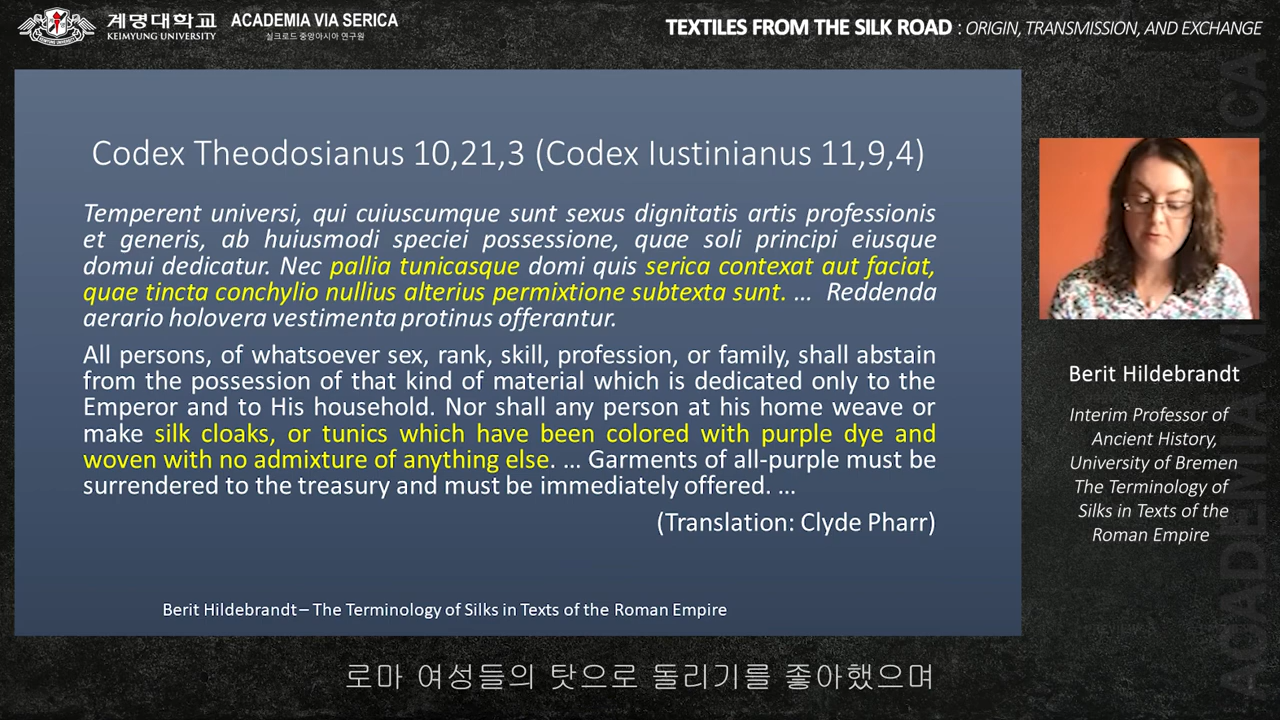 계명대학교
KEIMYUNG UNIVERSITY
ACADEMIA VIA SERICA
실크로드 중앙아시아 연구원
TEXTILES FROM THE SILK ROAD : ORIGIN, TRANSMISSION, AND EXCHANGE
Codex Theodosianus 10,21,3 (Codex Iustinianus 11,9,4)
Temperent universi, qui cuiuscumque sunt sexus dignitatis artis professionis
et generis, ab huiusmodi speciei possessione, quae soli principi eiusque
domui dedicatur. Nec pallia tunicasque domi quis serica contexat aut faciat,
quae tincta conchylio nullius alterius permixtione subtexta sunt. … Reddenda
aerario holovera vestimenta protinus offerantur.
All persons, of whatsoever sex, rank, skill, profession, or family, shall abstain
from the possession of that kind of material which is dedicated only to the
Emperor and to His household. Nor shall any person at his home weave or
make silk cloaks, or tunics which have been colored with purple dye and
woven with no admixture of anything else. … Garments of all-purple must be
surrendered to the treasury and must be immediately offered. …
(Translation: Clyde Pharr)
Berit Hildebrandt – The Terminology of Silks in Texts of the Roman Empire
Berit Hildebrandt
Interim Professor of
Ancient History,
University of Bremen
The Terminology of
Silks in Texts of the
Roman Empire
ACADEMIA VIA SERICA
로마 여성들의 탓으로 돌리기를 좋아했으며